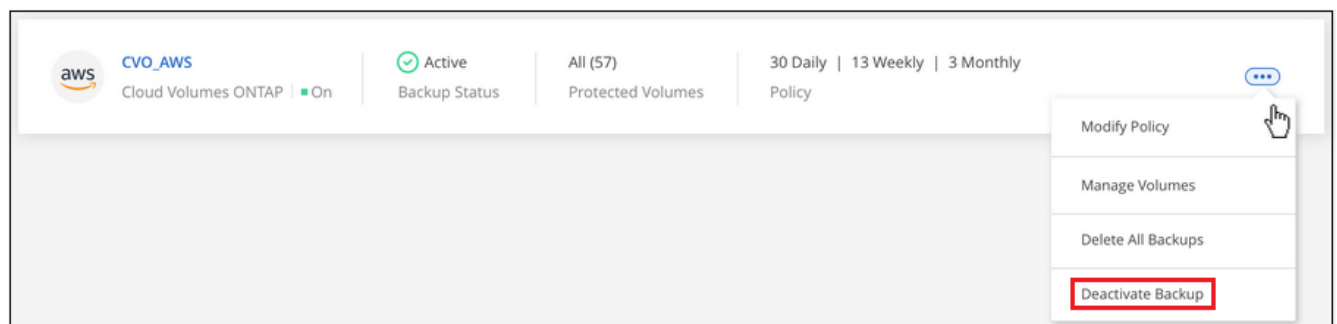 aws
CVO_AWS
Cloud Volumes ONTAP | On
Active
Backup Status
All (57)
Protected Volumes
30 Daily | 13 Weekly | 3 Monthly
Policy
Modify Policy
Manage Volumes
Delete All Backups
Deactivate Backup